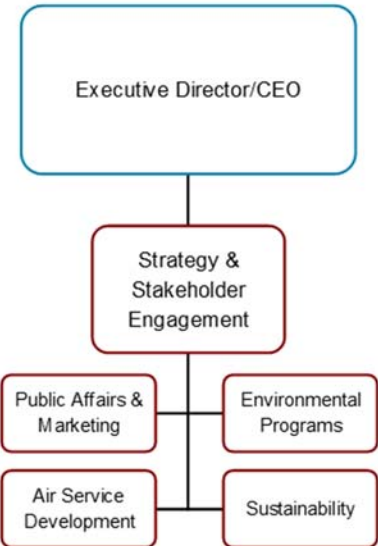 Executive Director/CEO
Strategy &
Stakeholder
Engagement
Public Affairs &
Marketing
Environmental
Programs
Air Service
Development
Sustainability